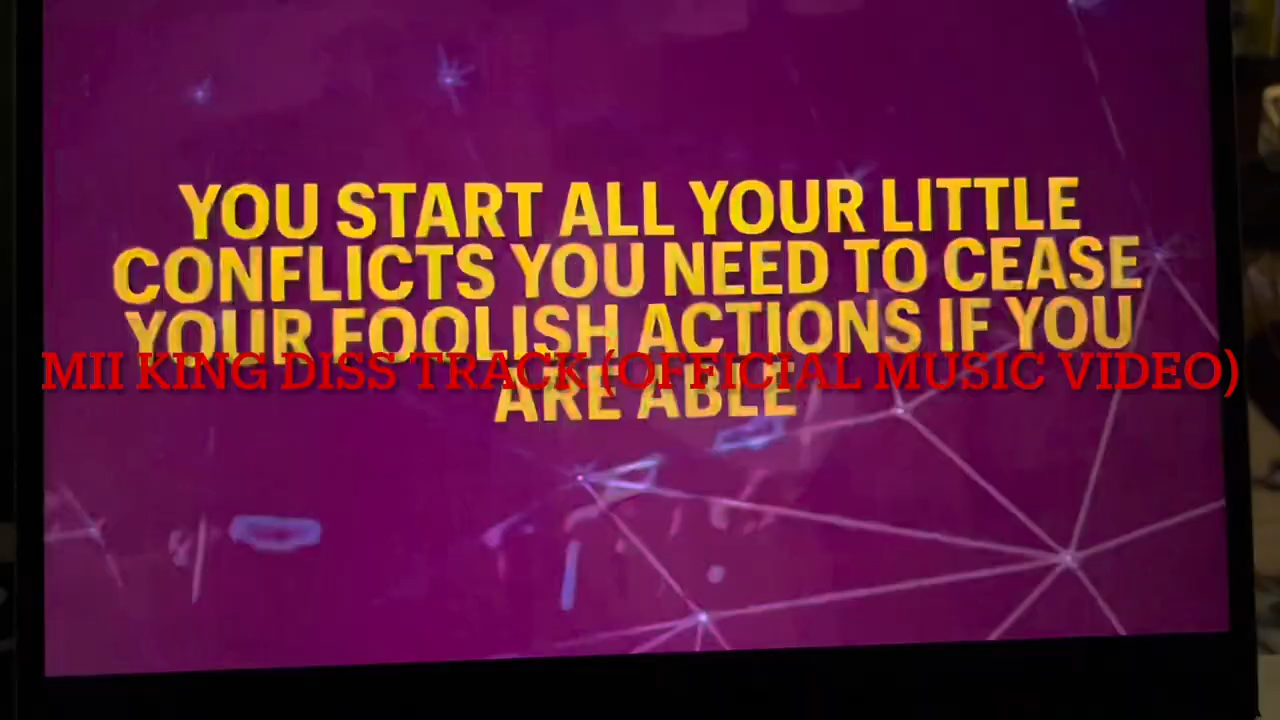 YOU START ALL YOUR LITTLE
CONFLICTS YOU NEED TO CEASE
YOUR FOOLISH ACTIONS IF YOU
MII KING DISS TRACK (OFFICIAL MUSIC VIDEO)
ARE ABLE